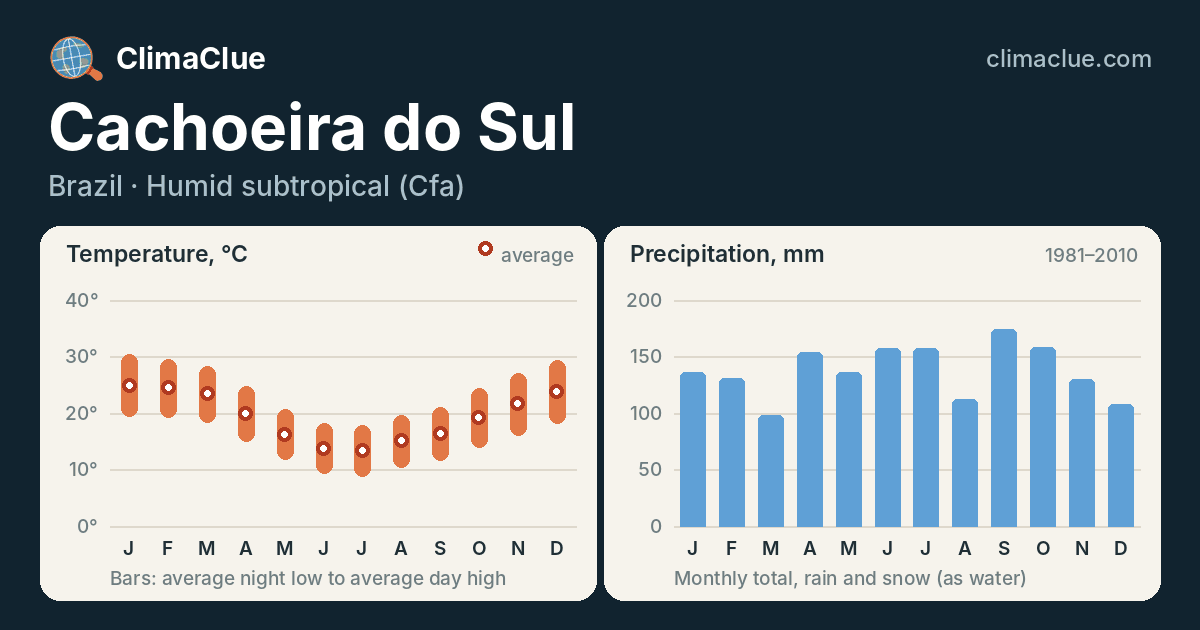 ClimaClue
climaclue.com
Cachoeira do Sul
Brazil · Humid subtropical (Cfa)
Temperature, °C
average
40°
30°
20°
10°
0°
J F M A M J J A S O N D
Bars: average night low to average day high
Precipitation, mm
1981–2010
200
150
100
50
0
J F M A M J J A S O N D
Monthly total, rain and snow (as water)